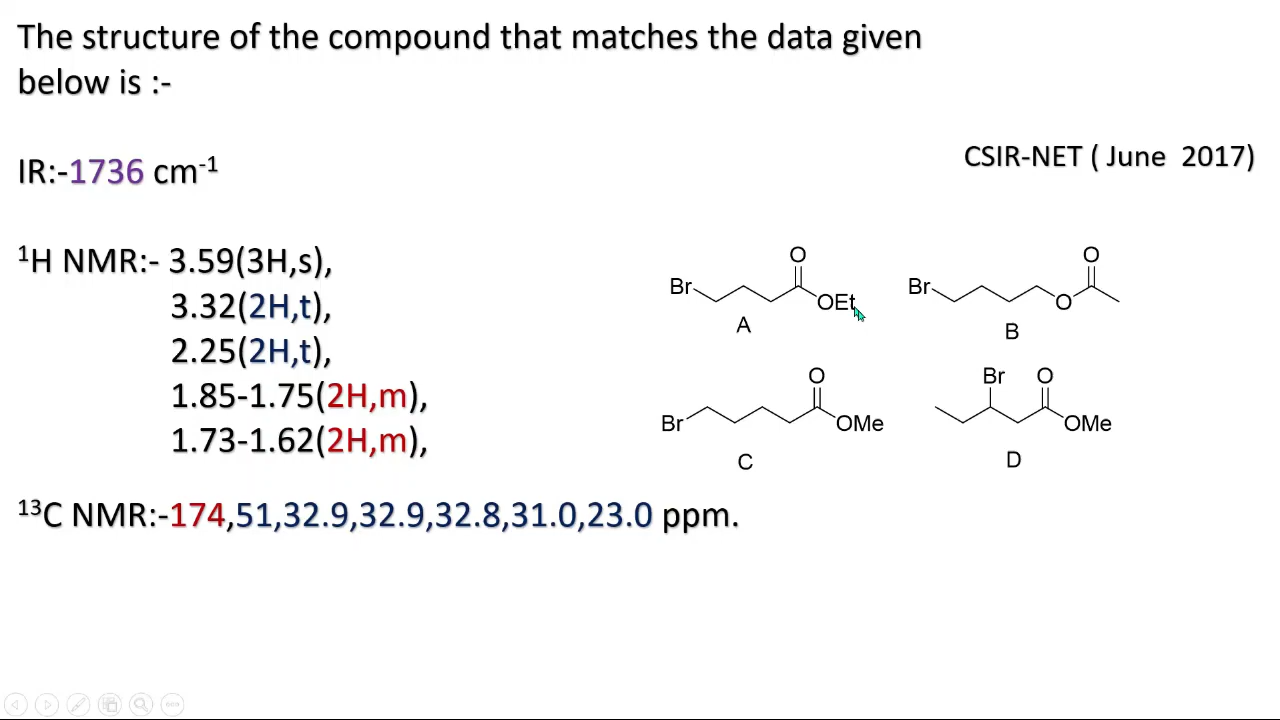 The structure of the compound that matches the data given
below is :-
IR:-1736 cm⁻¹
CSIR-NET ( June 2017)
¹H NMR:- 3.59(3H,s),
3.32(2H,t),
2.25(2H,t),
1.85-1.75(2H,m),
1.73-1.62(2H,m),
O
Br
OEt
A
O
Br
O
B
O
Br
OMe
C
Br
O
OMe
D
¹³C NMR:-174,51,32.9,32.9,32.8,31.0,23.0 ppm.